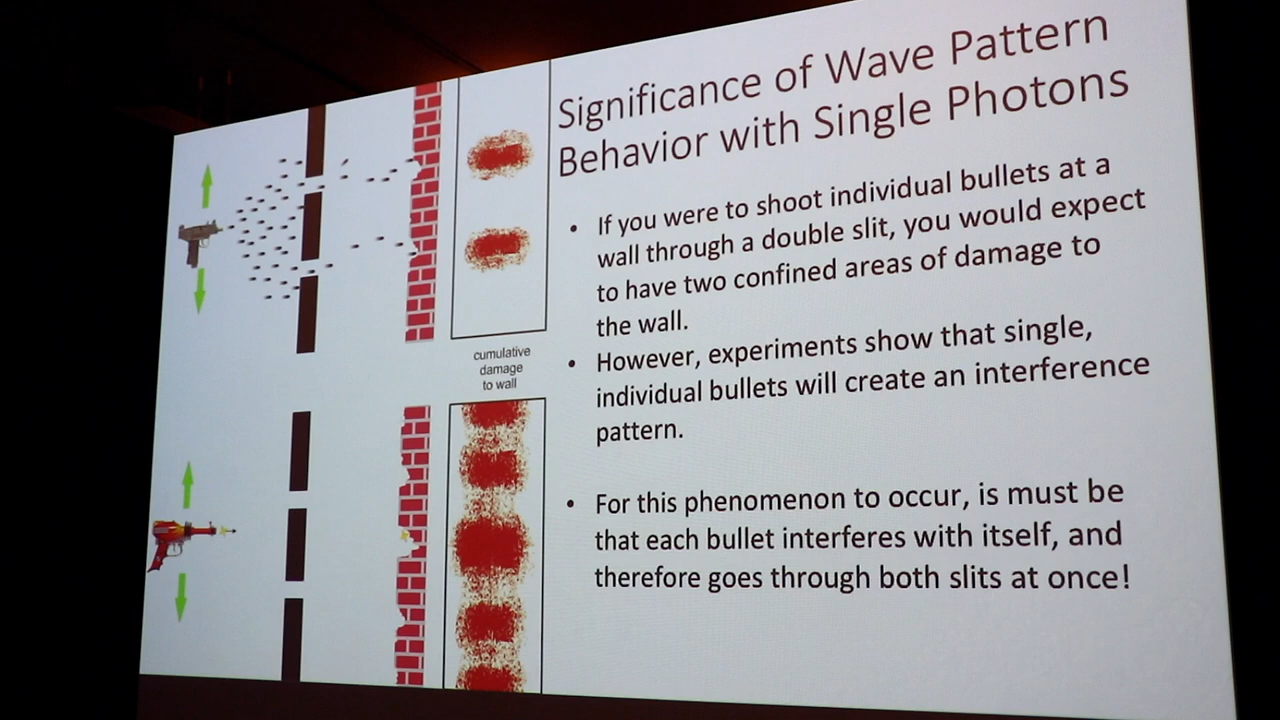 Significance of Wave Pattern
Behavior with Single Photons
• If you were to shoot individual bullets at a
wall through a double slit, you would expect
to have two confined areas of damage to
the wall.
• However, experiments show that single,
individual bullets will create an interference
pattern.
• For this phenomenon to occur, is must be
that each bullet interferes with itself, and
therefore goes through both slits at once!
cumulative
damage
to wall